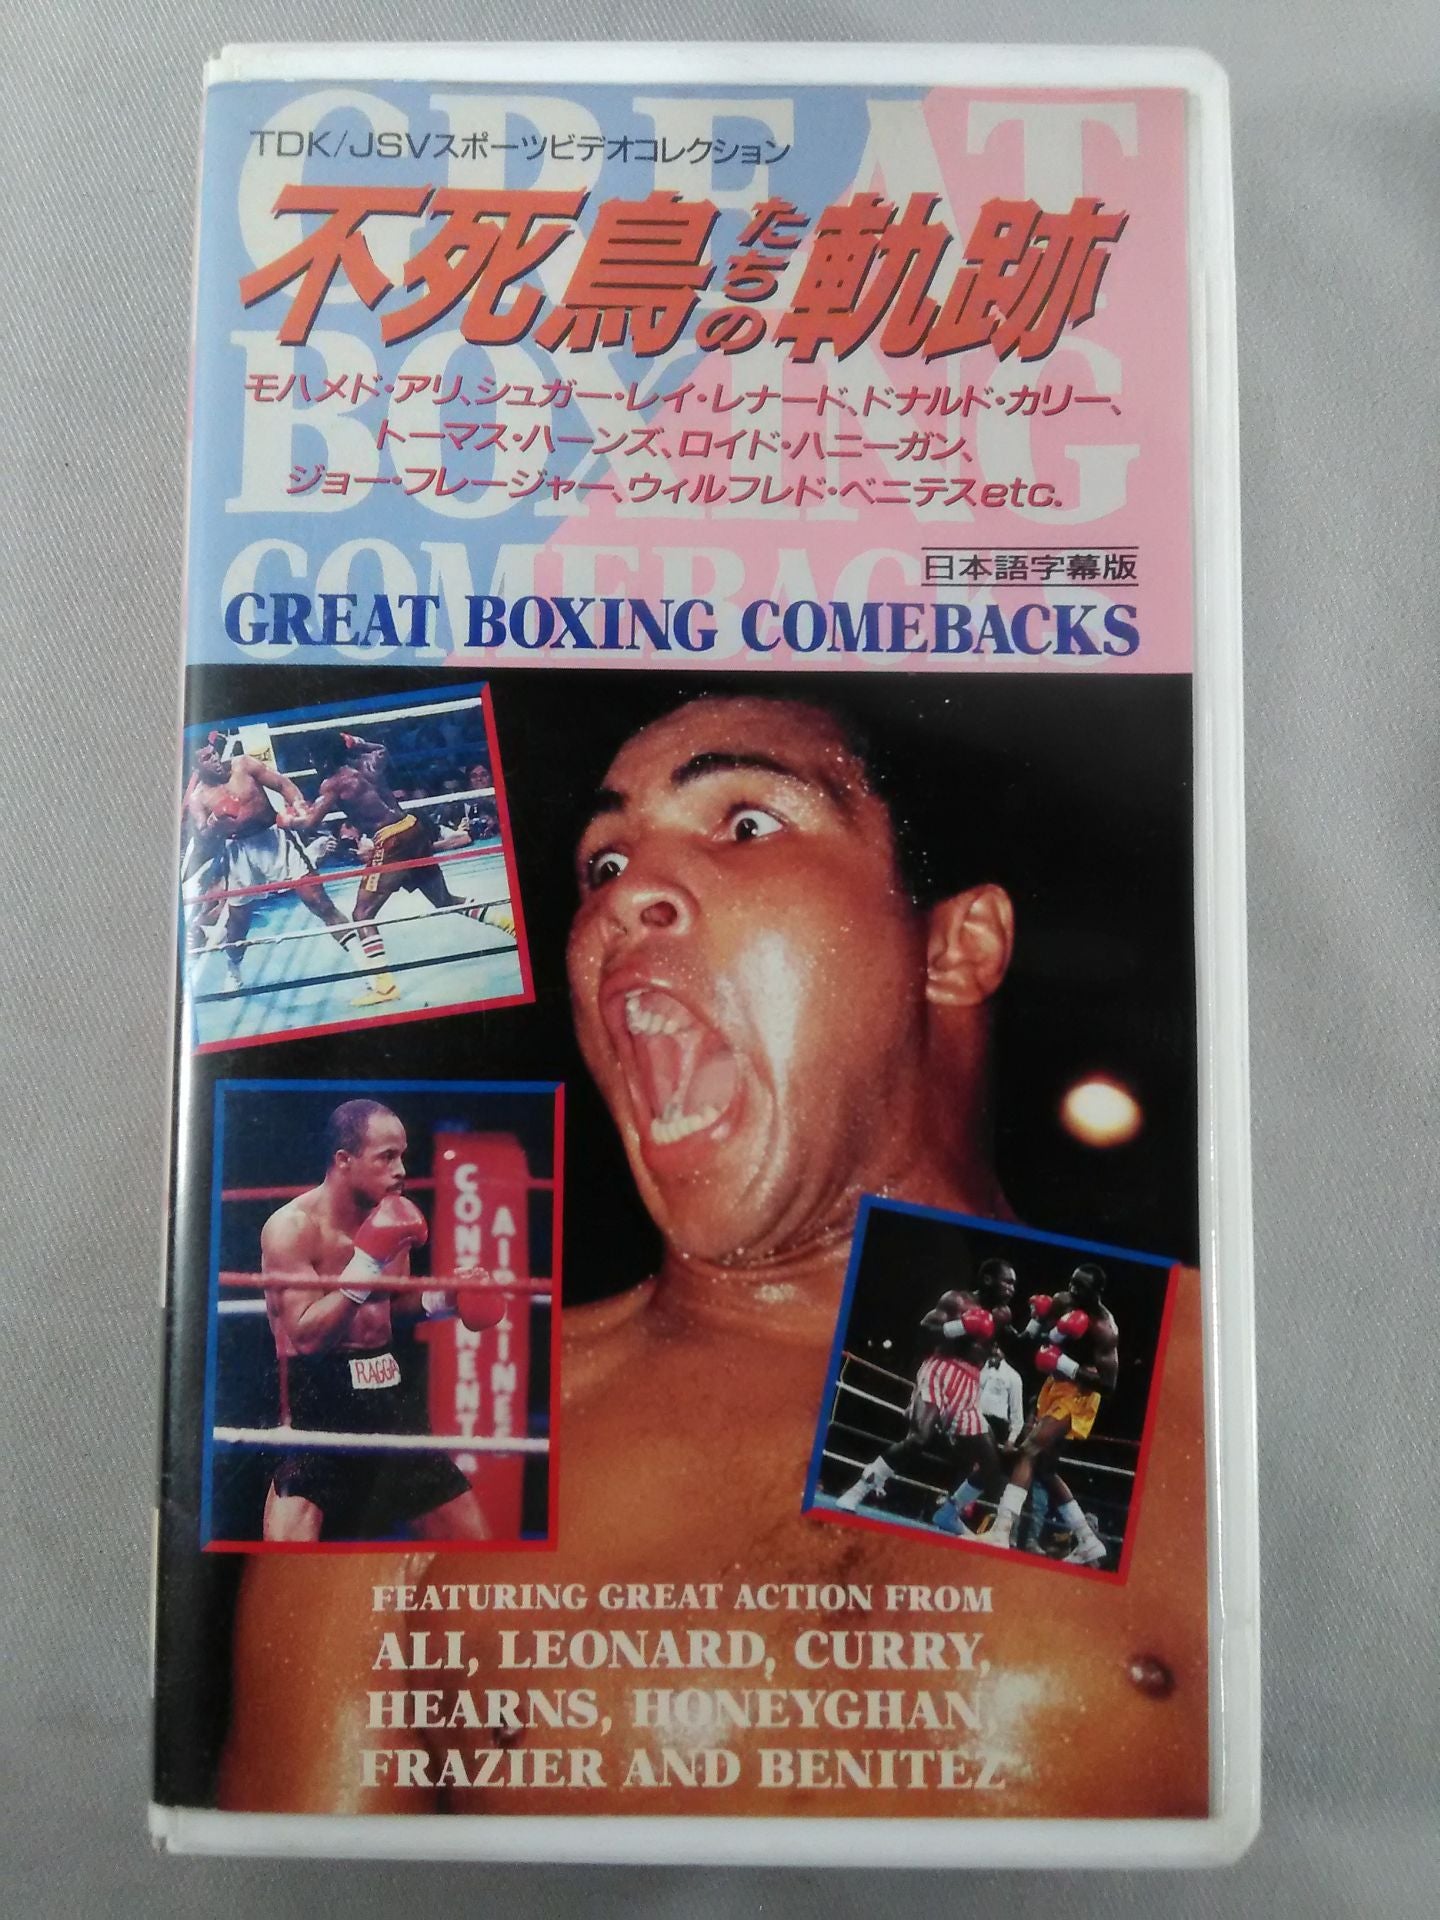 GREAT
BOXING
COMEBACKS
TDK/JSVスポーツビデオコレクション
不死鳥たちの軌跡
モハメド・アリ、シュガー・レイ・レナード、ドナルド・カリー、
トーマス・ハーンズ、ロイド・ハニーガン、
ジョー・フレージャー、ウィルフレド・ベニテスetc.
日本語字幕版
GREAT BOXING COMEBACKS
RAGGA
FEATURING GREAT ACTION FROM
ALI, LEONARD, CURRY,
HEARNS, HONEYGHAN,
FRAZIER AND BENITEZ